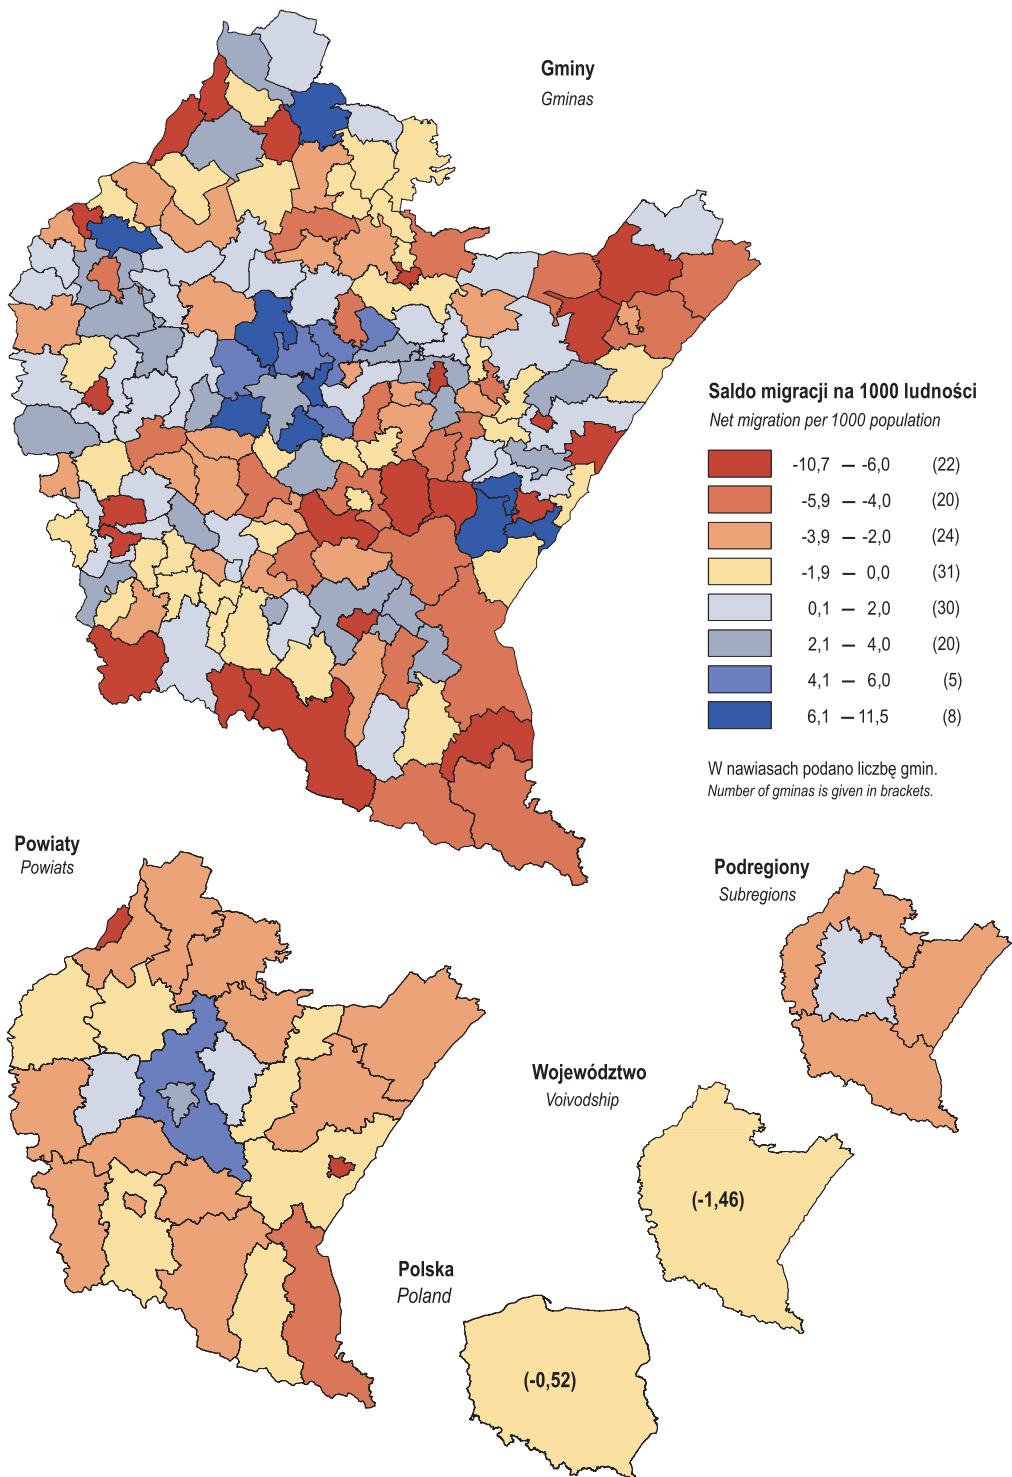 Gminy
Gminas
Saldo migracji na 1000 ludności
Net migration per 1000 population
-10,7 – -6,0 (22)
-5,9 – -4,0 (20)
-3,9 – -2,0 (24)
-1,9 – 0,0 (31)
0,1 – 2,0 (30)
2,1 – 4,0 (20)
4,1 – 6,0 (5)
6,1 – 11,5 (8)
W nawiasach podano liczbę gmin.
Number of gminas is given in brackets.
Powiaty
Powiats
Podregiony
Subregions
Województwo
Voivodship
(-1,46)
Polska
Poland
(-0,52)